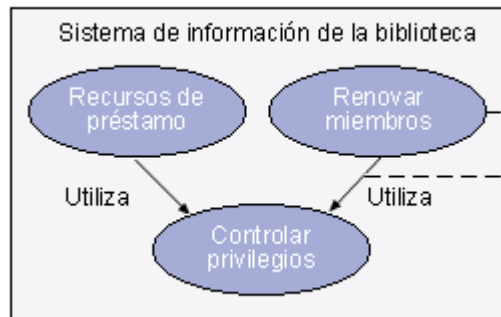 Sistema de información de la biblioteca
Recursos de
préstamo
Renovar
miembros
Utiliza
Utiliza
Controlar
privilegios